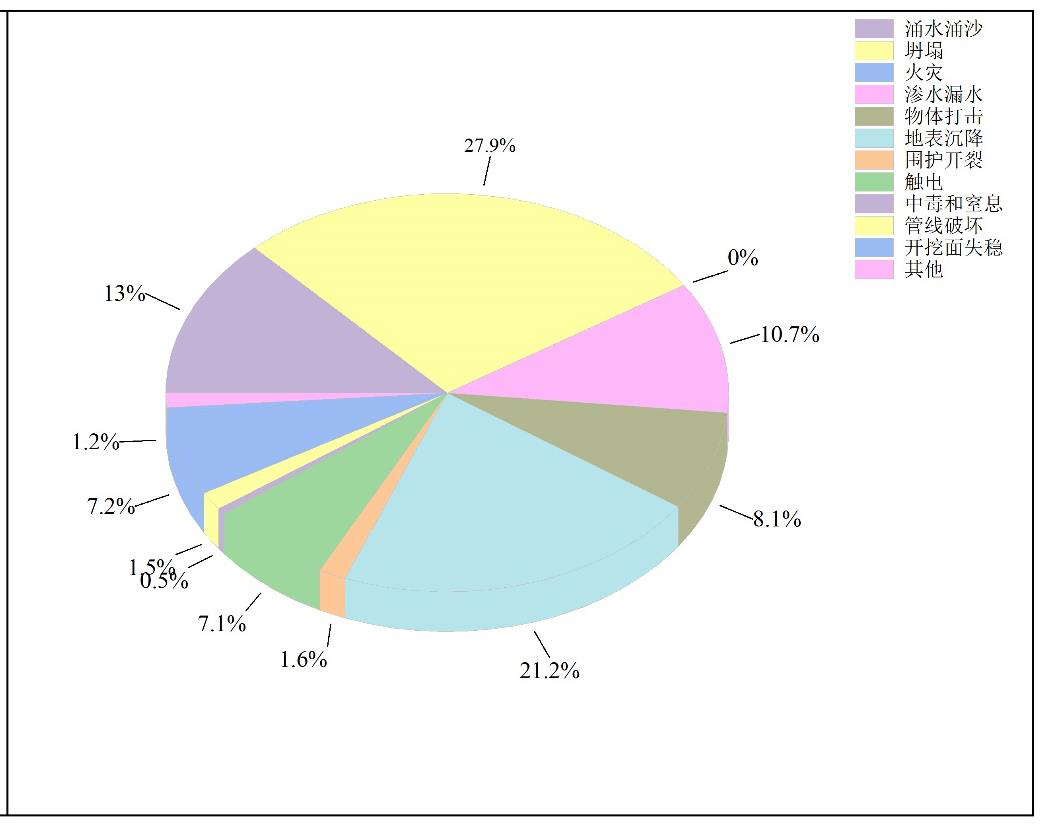 涌水涌沙
坍塌
火灾
渗水漏水
物体打击
地表沉降
围护开裂
触电
中毒和窒息
管线破坏
开挖面失稳
其他
27.9%
0%
13%
10.7%
1.2%
7.2%
8.1%
1.5%
0.5%
7.1%
1.6%
21.2%